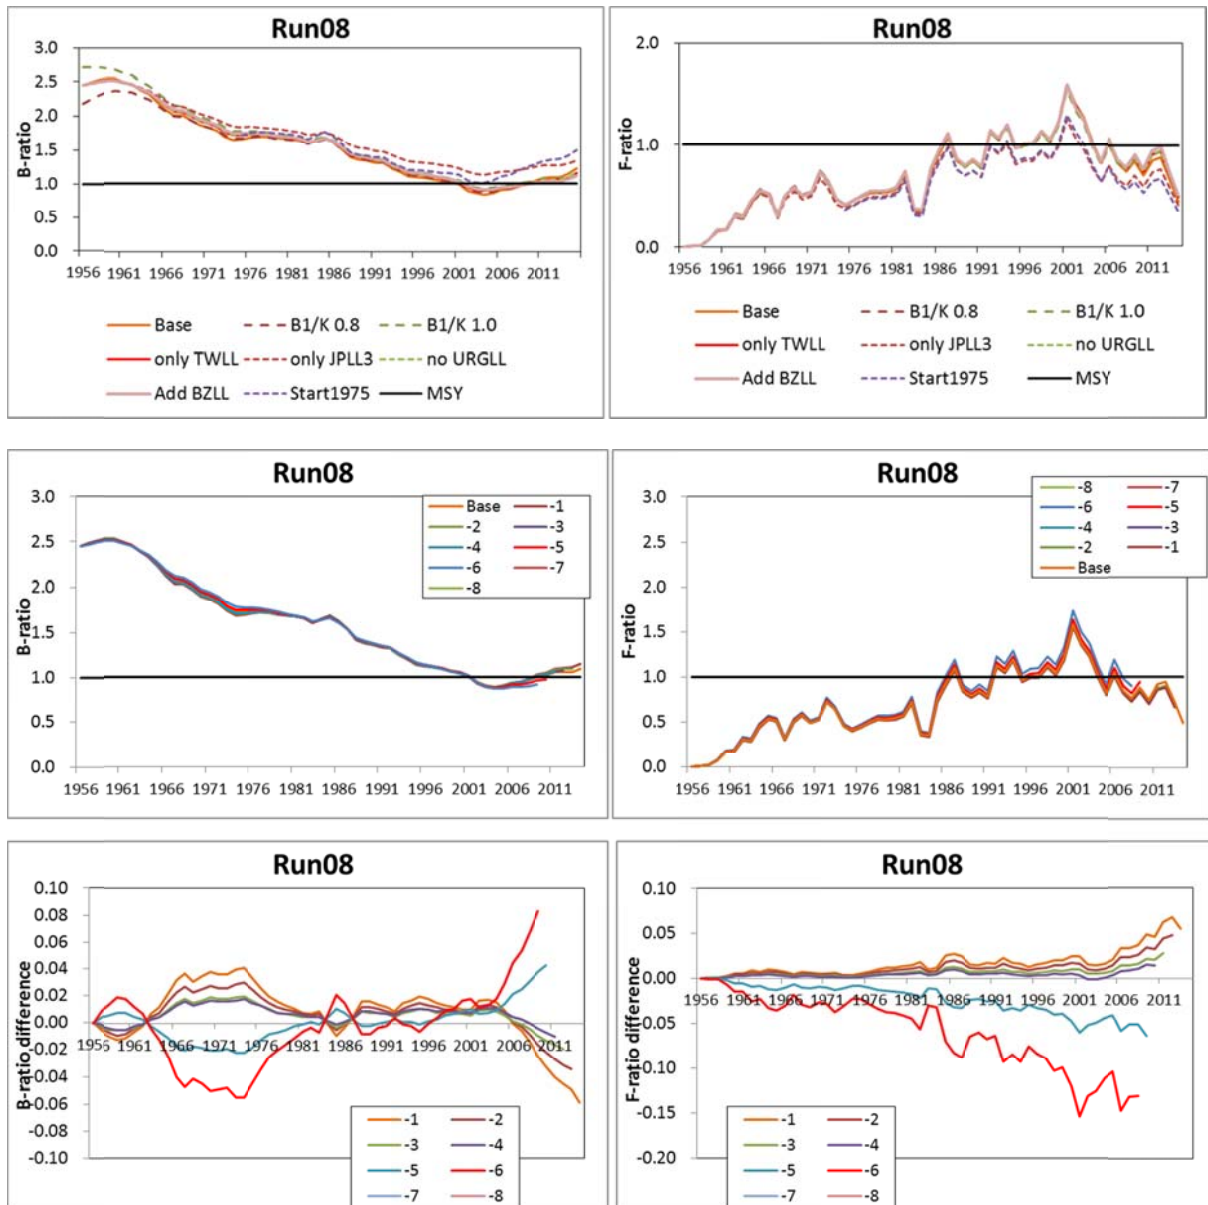 Run08
B-ratio
3.0
2.5
2.0
1.5
1.0
0.5
0.0
1956 1961 1966 1971 1976 1981 1986 1991 1996 2001 2006 2011
Base B1/K 0.8 B1/K 1.0
only TWLL only JPLL3 no URGLL
Add BZLL Start1975 MSY
Run08
F-ratio
2.0
1.0
0.0
1956 1961 1966 1971 1976 1981 1986 1991 1996 2001 2006 2011
Base B1/K 0.8 B1/K 1.0
only TWLL only JPLL3 no URGLL
Add BZLL Start1975 MSY
Run08
B-ratio
3.0
2.5
2.0
1.5
1.0
0.5
0.0
1956 1961 1966 1971 1976 1981 1986 1991 1996 2001 2006 2011
Base -1
-2 -3
-4 -5
-6 -7
-8
Run08
F-ratio
3.0
2.5
2.0
1.5
1.0
0.5
0.0
1956 1961 1966 1971 1976 1981 1986 1991 1996 2001 2006 2011
-8 -7
-6 -5
-4 -3
-2 -1
Base
Run08
B-ratio difference
0.10
0.08
0.06
0.04
0.02
0.00
-0.02
-0.04
-0.06
-0.08
-0.10
1956 1961 1966 1971 1976 1981 1986 1991 1996 2001 2006 2011
-1 -2
-3 -4
-5 -6
-7 -8
Run08
F-ratio difference
0.10
0.05
0.00
-0.05
-0.10
-0.15
-0.20
1956 1961 1966 1971 1976 1981 1986 1991 1996 2001 2006 2011
-1 -2
-3 -4
-5 -6
-7 -8